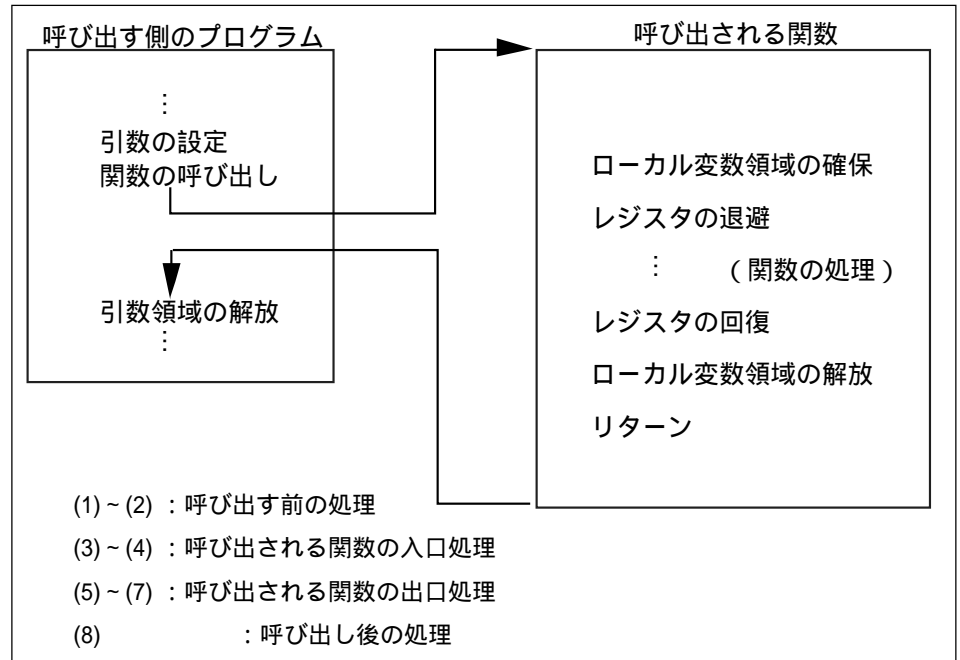 呼び出す側のプログラム
⋮
引数の設定
関数の呼び出し
引数領域の解放
⋮
呼び出される関数
ローカル変数領域の確保
レジスタの退避
⋮ (関数の処理)
レジスタの回復
ローカル変数領域の解放
リターン
(1)~(2) :呼び出す前の処理
(3)~(4) :呼び出される関数の入口処理
(5)~(7) :呼び出される関数の出口処理
(8) :呼び出し後の処理